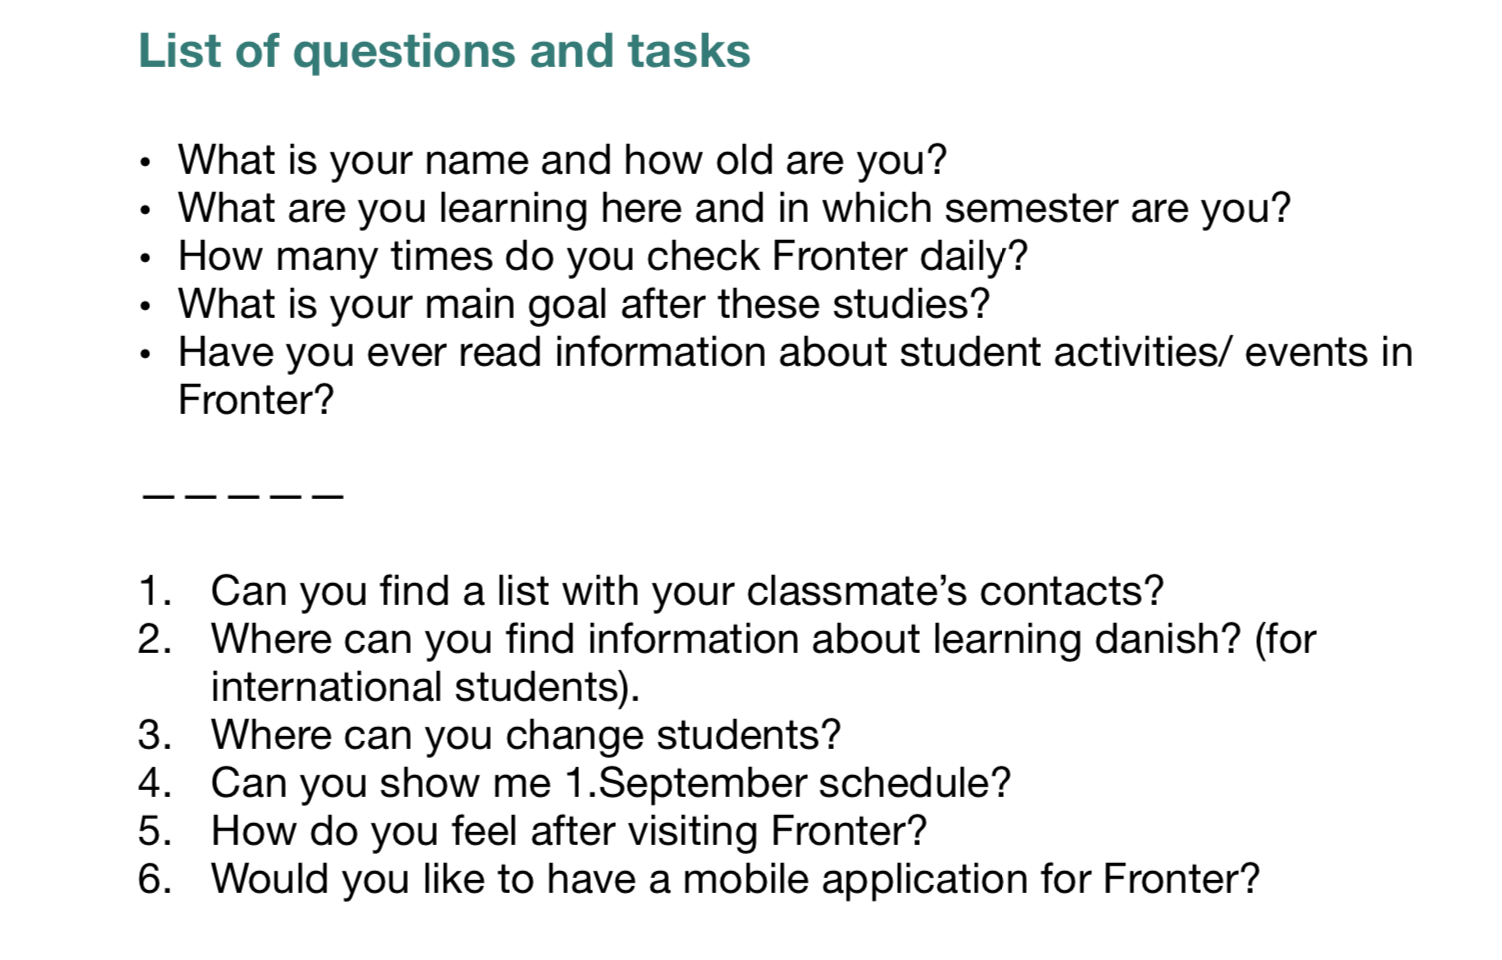 List of questions and tasks
• What is your name and how old are you?
• What are you learning here and in which semester are you?
• How many times do you check Fronter daily?
• What is your main goal after these studies?
• Have you ever read information about student activities/ events in
Fronter?
— — — — —
1. Can you find a list with your classmate’s contacts?
2. Where can you find information about learning danish? (for
international students).
3. Where can you change students?
4. Can you show me 1.September schedule?
5. How do you feel after visiting Fronter?
6. Would you like to have a mobile application for Fronter?